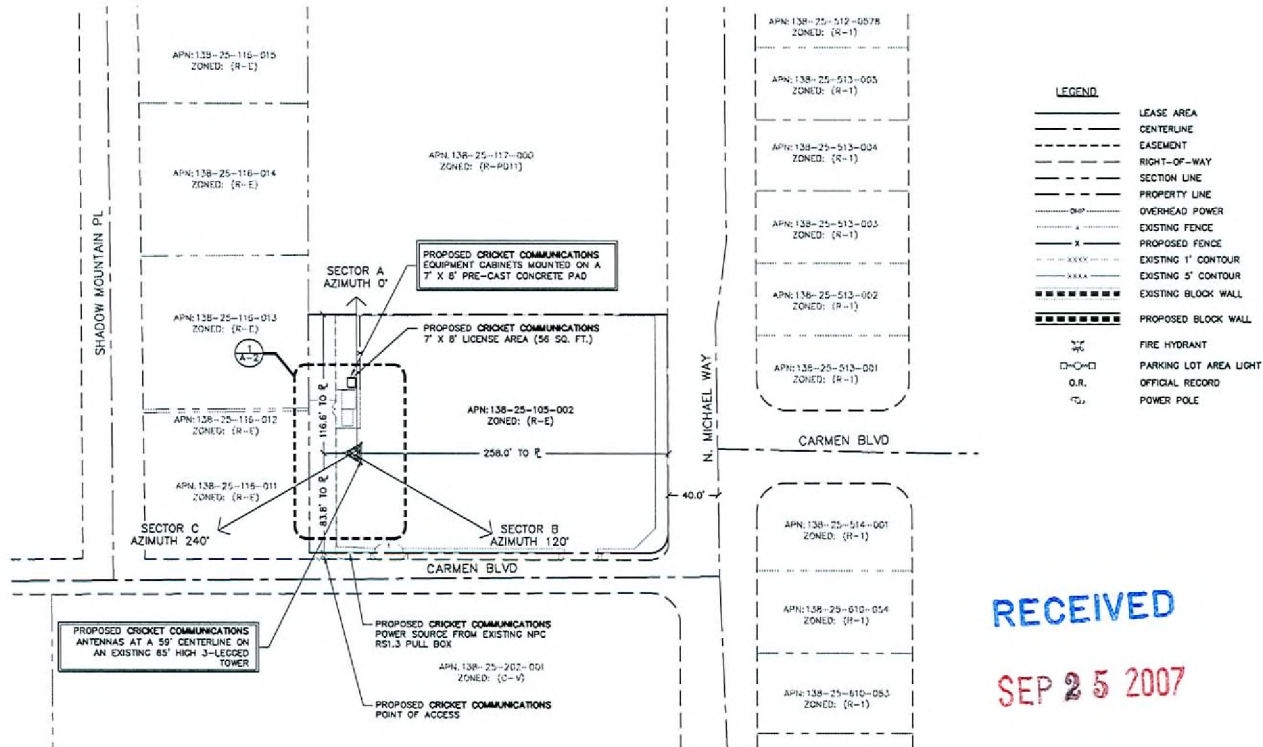 APN: 138-25-116-015
ZONED: (R-E)
APN: 138-25-116-014
ZONED: (R-E)
APN: 138-25-116-013
ZONED: (R-E)
APN: 138-25-116-012
ZONED: (R-E)
APN: 138-25-116-011
ZONED: (R-E)
SHADOW MOUNTAIN PL
APN: 138-25-117-000
ZONED: (R-PD11)
PROPOSED CRICKET COMMUNICATIONS
EQUIPMENT CABINETS MOUNTED ON A
7' X 8' PRE-CAST CONCRETE PAD
SECTOR A
AZIMUTH 0°
PROPOSED CRICKET COMMUNICATIONS
7' X 8' LICENSE AREA (56 SQ. FT.)
1
A-2
116.6' TO PL
83.8' TO PL
APN: 138-25-105-002
ZONED: (R-E)
258.0' TO PL
40.0'
SECTOR C
AZIMUTH 240°
SECTOR B
AZIMUTH 120°
CARMEN BLVD
PROPOSED CRICKET COMMUNICATIONS
ANTENNAS AT A 59' CENTERLINE ON
AN EXISTING 65' HIGH 3-LEGGED
TOWER
PROPOSED CRICKET COMMUNICATIONS
POWER SOURCE FROM EXISTING NPC
RS1.3 PULL BOX
APN: 138-25-202-001
ZONED: (C-V)
PROPOSED CRICKET COMMUNICATIONS
POINT OF ACCESS
N. MICHAEL WAY
APN: 138-25-512-057B
ZONED: (R-1)
APN: 138-25-513-005
ZONED: (R-1)
APN: 138-25-513-004
ZONED: (R-1)
APN: 138-25-513-003
ZONED: (R-1)
APN: 138-25-513-002
ZONED: (R-1)
APN: 138-25-513-001
ZONED: (R-1)
CARMEN BLVD
APN: 138-25-514-001
ZONED: (R-1)
APN: 138-25-610-054
ZONED: (R-1)
APN: 138-25-610-053
ZONED: (R-1)
LEGEND
LEASE AREA
CENTERLINE
EASEMENT
RIGHT-OF-WAY
SECTION LINE
PROPERTY LINE
OHP OVERHEAD POWER
X EXISTING FENCE
X PROPOSED FENCE
XXXX EXISTING 1' CONTOUR
XXXX EXISTING 5' CONTOUR
EXISTING BLOCK WALL
PROPOSED BLOCK WALL
FIRE HYDRANT
PARKING LOT AREA LIGHT
O.R. OFFICIAL RECORD
POWER POLE
RECEIVED
SEP 25 2007